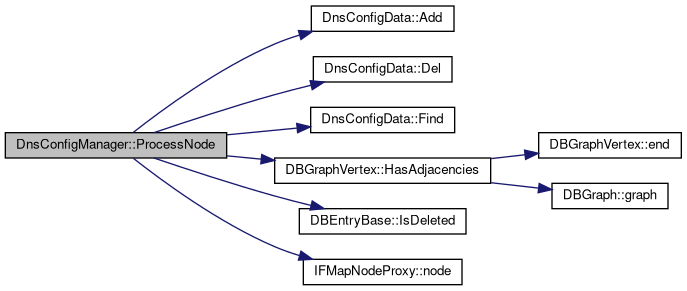 DnsConfigData::Add
DnsConfigData::Del
DnsConfigData::Find
DnsConfigManager::ProcessNode
DBGraphVertex::HasAdjacencies
DBGraphVertex::end
DBGraph::graph
DBEntryBase::IsDeleted
IFMapNodeProxy::node